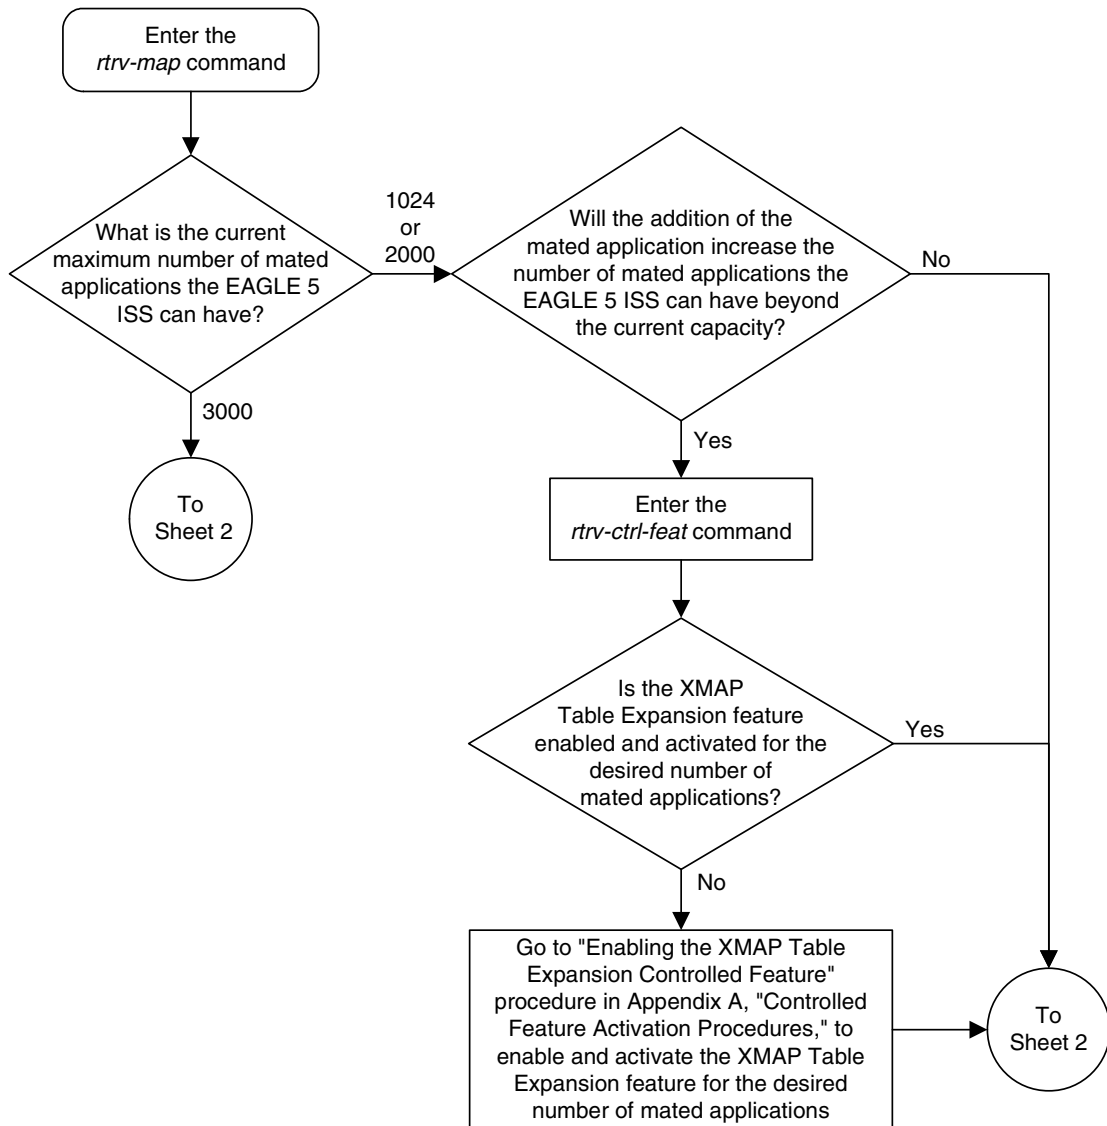 Enter the
rtrv-map command
What is the current
maximum number of mated
applications the EAGLE 5
ISS can have?
1024
or
2000
3000
To
Sheet 2
Will the addition of the
mated application increase the
number of mated applications the
EAGLE 5 ISS can have beyond
the current capacity?
No
Yes
Enter the
rtrv-ctrl-feat command
Is the XMAP
Table Expansion feature
enabled and activated for the
desired number of
mated applications?
Yes
No
Go to "Enabling the XMAP Table
Expansion Controlled Feature"
procedure in Appendix A, "Controlled
Feature Activation Procedures," to
enable and activate the XMAP Table
Expansion feature for the desired
number of mated applications
To
Sheet 2